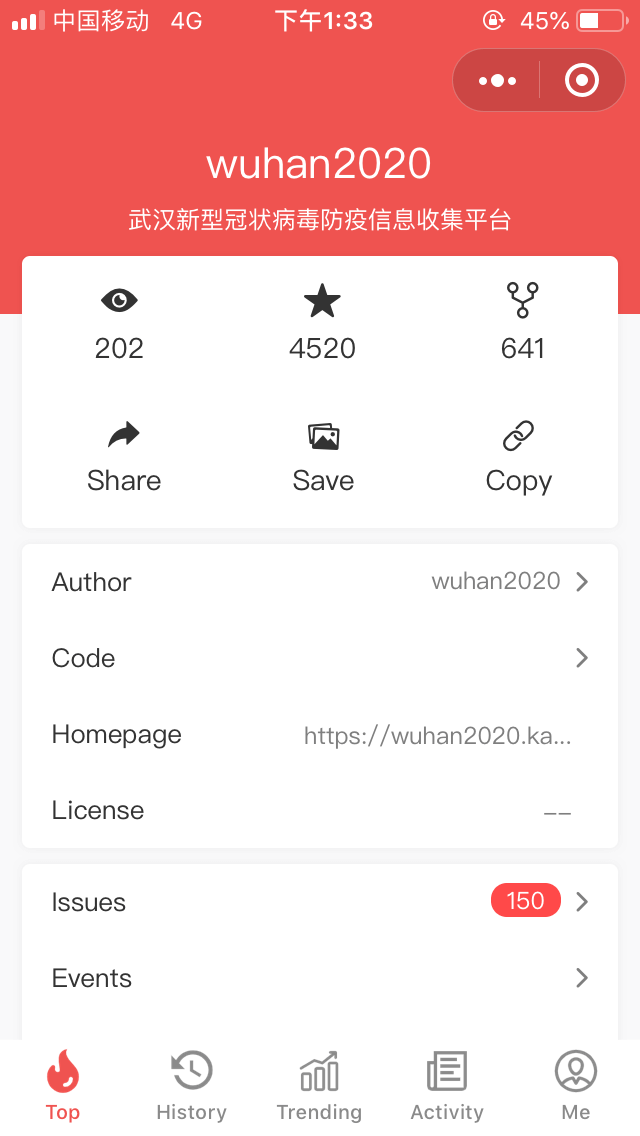 中国移动 4G 下午1:33 45%
wuhan2020
武汉新型冠状病毒防疫信息收集平台
202 4520 641
Share Save Copy
Author wuhan2020
Code
Homepage https://wuhan2020.ka...
License --
Issues 150
Events
Top History Trending Activity Me